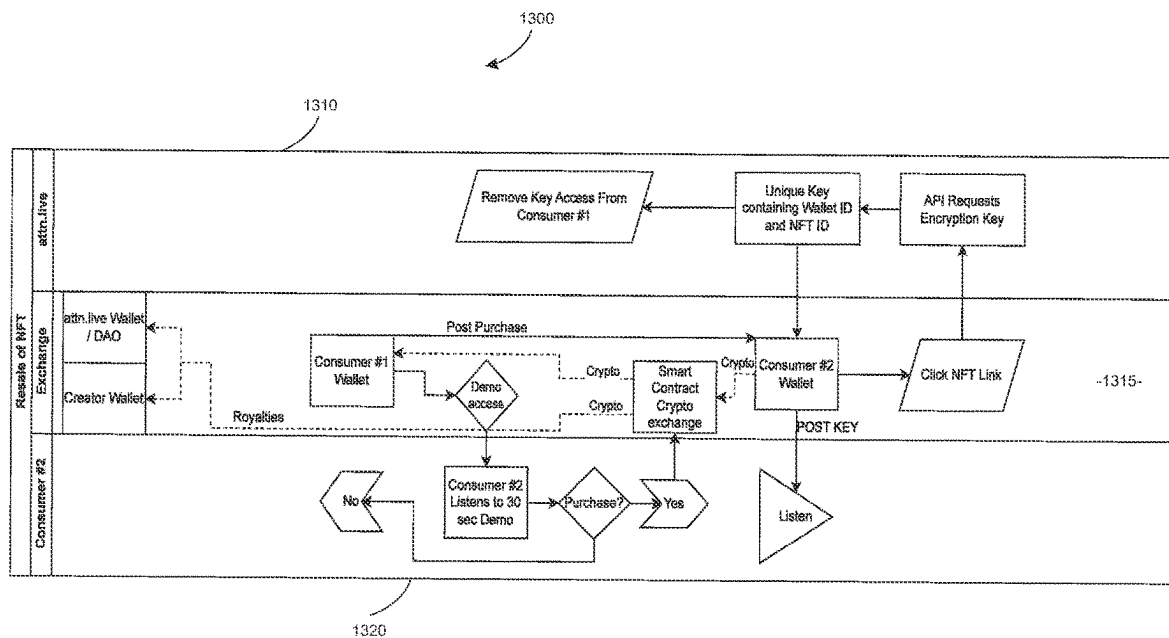 1300
1310
Resale of NFT
attn.live
Remove Key Access From
Consumer #1
Unique Key
containing Wallet ID
and NFT ID
API Requests
Encryption Key
Exchange
attn.live Wallet
/ DAO
Creator Wallet
Post Purchase
Consumer #1
Wallet
Demo
access
Crypto
Crypto
Royalties
Smart
Contract
Crypto
exchange
Crypto
Consumer #2
Wallet
Click NFT Link
-1315-
POST KEY
Consumer #2
No
Consumer #2
Listens to 30
sec Demo
Purchase?
Yes
Listen
1320